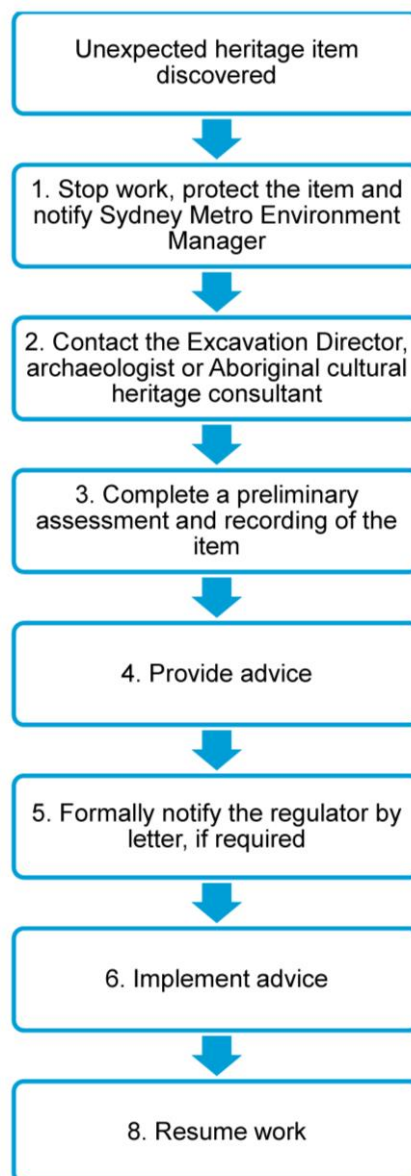 Unexpected heritage item
discovered
1. Stop work, protect the item and
notify Sydney Metro Environment
Manager
2. Contact the Excavation Director,
archaeologist or Aboriginal cultural
heritage consultant
3. Complete a preliminary
assessment and recording of the
item
4. Provide advice
5. Formally notify the regulator by
letter, if required
6. Implement advice
8. Resume work